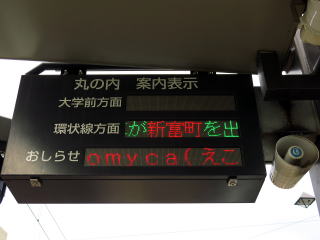 丸の内 案内表示
大学前方面
環状線方面 が新富町を出
おしらせ omyca(えこ